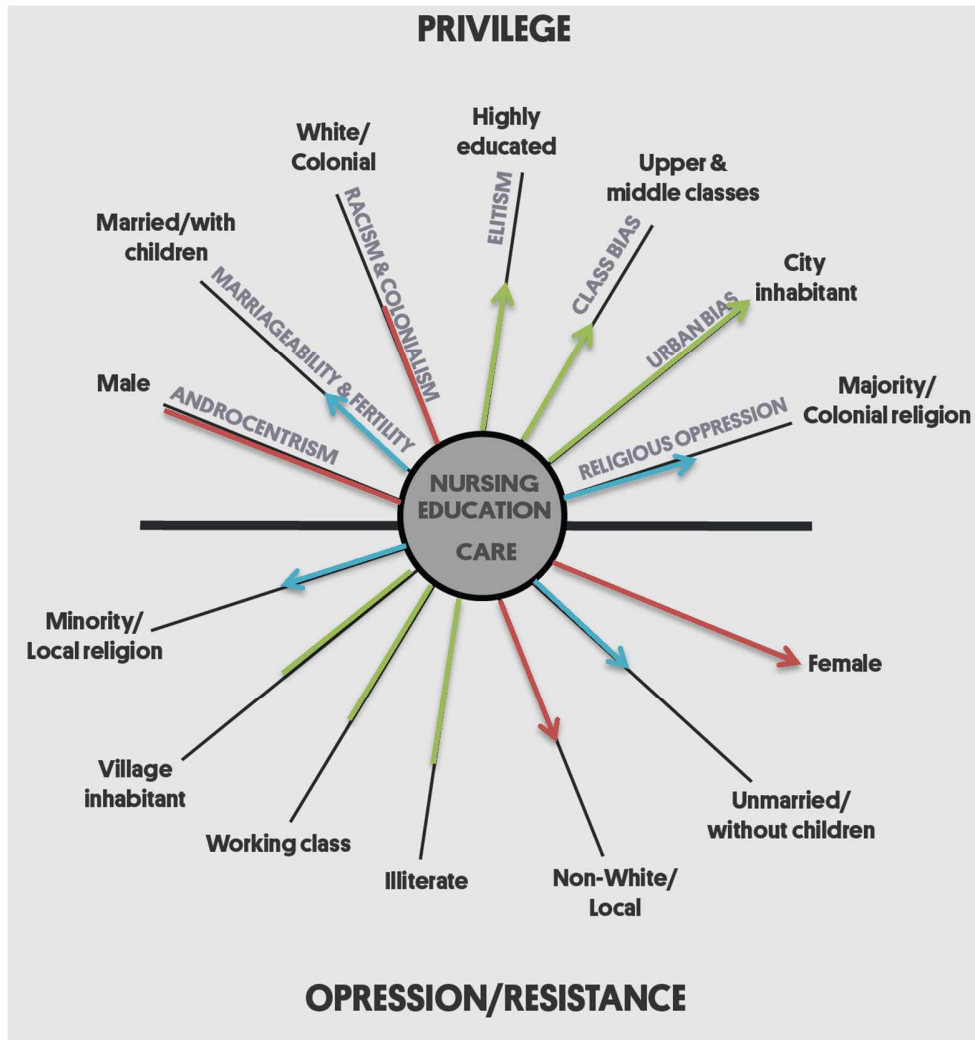 PRIVILEGE
Highly
educated
White/
Colonial
Upper &
middle classes
Married/with
children
City
inhabitant
Male
Majority/
Colonial religion
ANDROCENTRISM
MARRIAGEABILITY & FERTILITY
RACISM & COLONIALISM
ELITISM
CLASS BIAS
URBAN BIAS
RELIGIOUS OPPRESSION
NURSING
EDUCATION
CARE
Minority/
Local religion
Female
Village
inhabitant
Unmarried/
without children
Working class
Illiterate
Non-White/
Local
OPRESSION/RESISTANCE